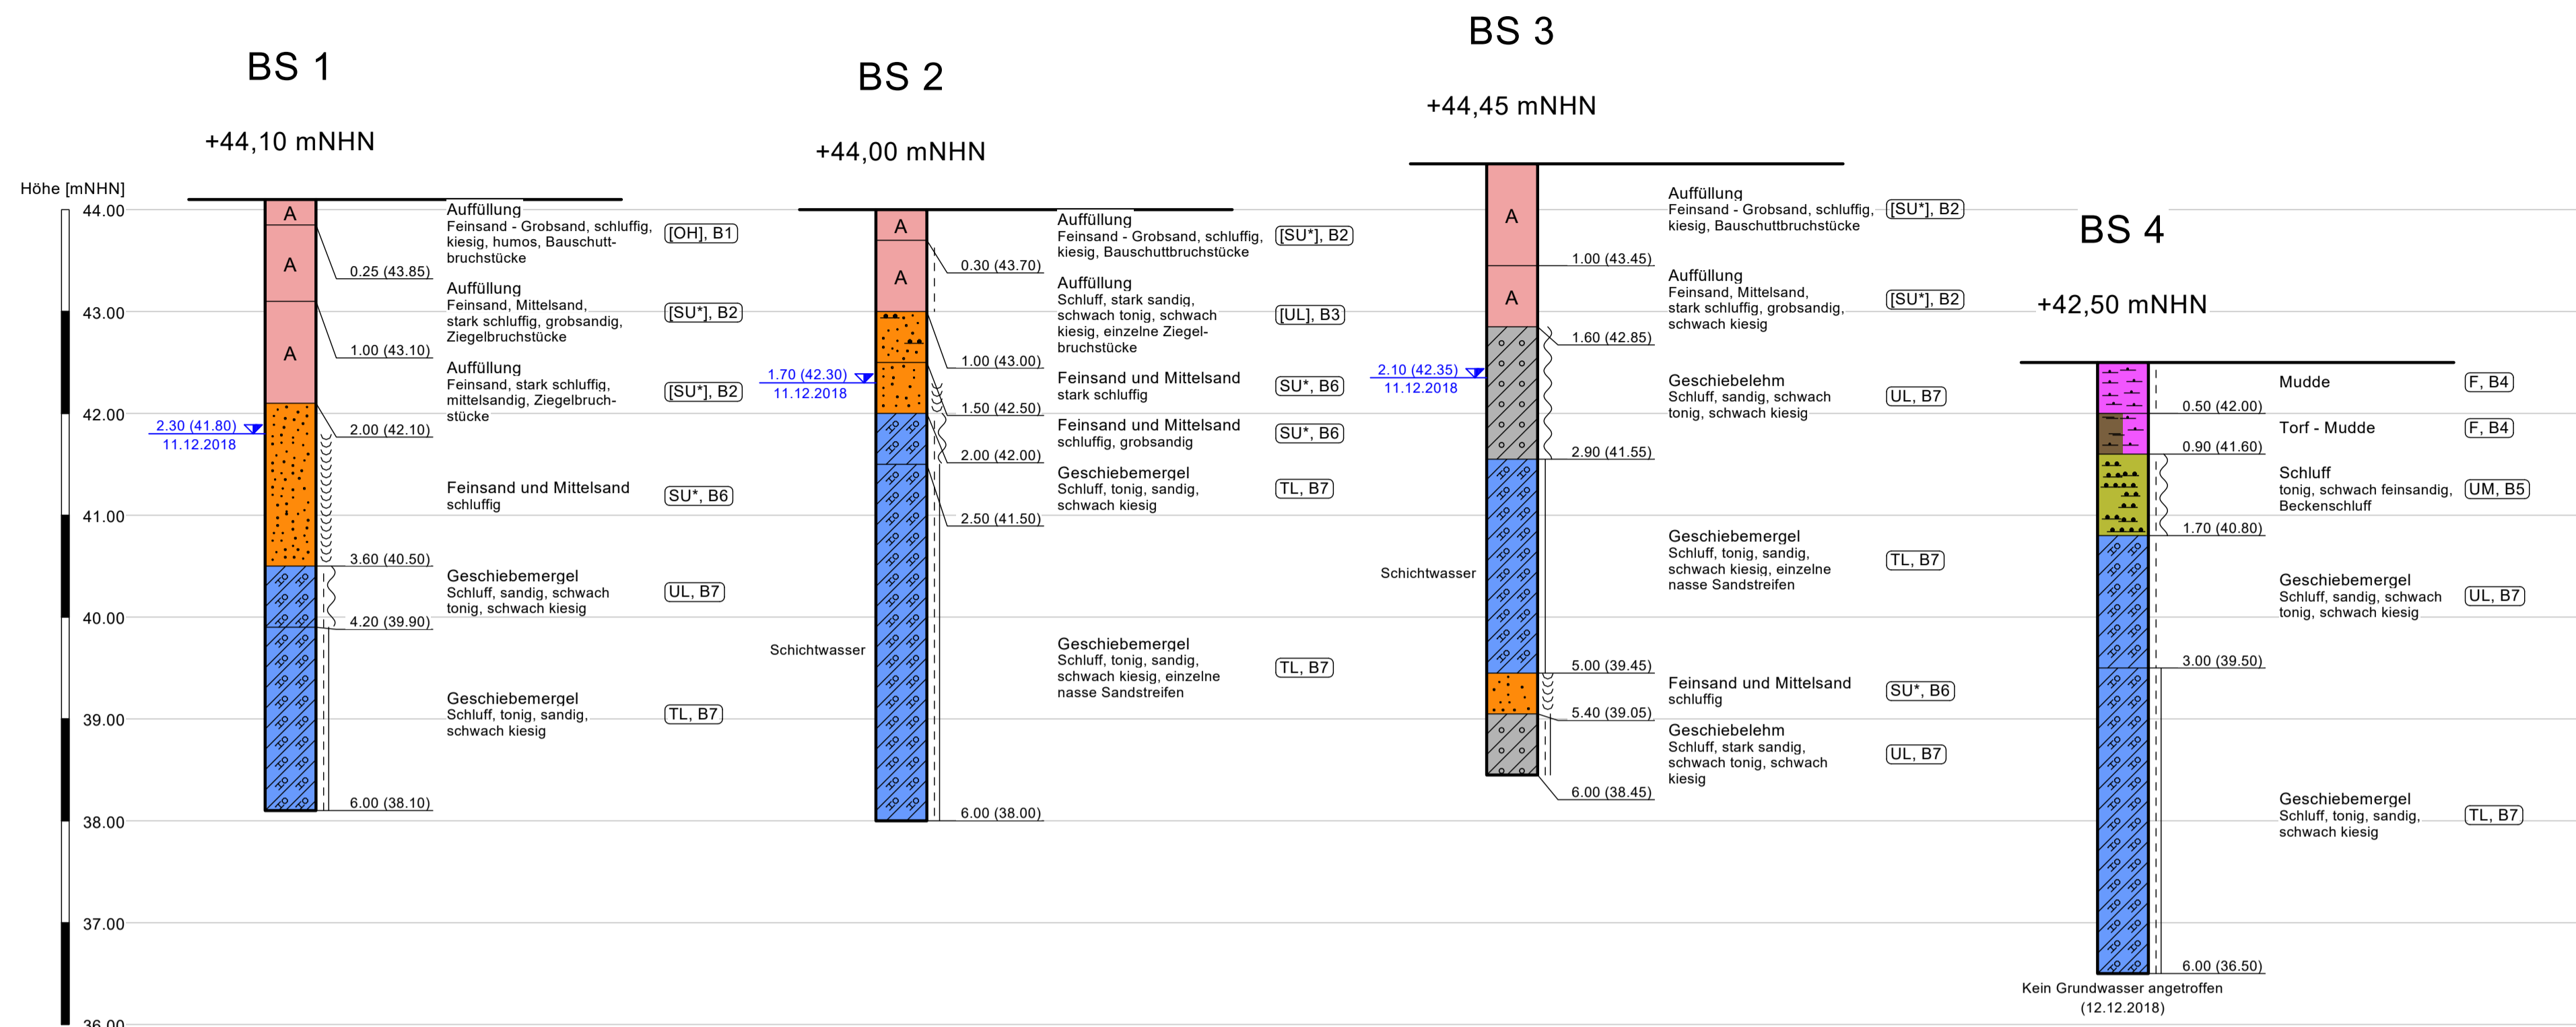 BS 1
+44,10 mNHN
Höhe [mNHN]
44.00
43.00
42.00
41.00
40.00
39.00
38.00
37.00
36.00
A
A
A
0.25 (43.85)
1.00 (43.10)
2.00 (42.10)
3.60 (40.50)
4.20 (39.90)
6.00 (38.10)
2.30 (41.80)
11.12.2018
Auffüllung
Feinsand - Grobsand, schluffig,
kiesig, humos, Bauschutt-
bruchstücke
[OH], B1
Auffüllung
Feinsand, Mittelsand,
stark schluffig, grobsandig,
Ziegelbruchstücke
[SU*], B2
Auffüllung
Feinsand, stark schluffig,
mittelsandig, Ziegelbruch-
stücke
[SU*], B2
Feinsand und Mittelsand
schluffig
SU*, B6
Geschiebemergel
Schluff, sandig, schwach
tonig, schwach kiesig
UL, B7
Geschiebemergel
Schluff, tonig, sandig,
schwach kiesig
TL, B7
BS 2
+44,00 mNHN
A
A
0.30 (43.70)
1.00 (43.00)
1.50 (42.50)
2.00 (42.00)
2.50 (41.50)
6.00 (38.00)
1.70 (42.30)
11.12.2018
Schichtwasser
Auffüllung
Feinsand - Grobsand, schluffig,
kiesig, Bauschuttbruchstücke
[SU*], B2
Auffüllung
Schluff, stark sandig,
schwach tonig, schwach
kiesig, einzelne Ziegel-
bruchstücke
[UL], B3
Feinsand und Mittelsand
stark schluffig
SU*, B6
Feinsand und Mittelsand
schluffig, grobsandig
SU*, B6
Geschiebemergel
Schluff, tonig, sandig,
schwach kiesig
TL, B7
Geschiebemergel
Schluff, tonig, sandig,
schwach kiesig, einzelne
nasse Sandstreifen
TL, B7
BS 3
+44,45 mNHN
A
A
1.00 (43.45)
1.60 (42.85)
2.90 (41.55)
5.00 (39.45)
5.40 (39.05)
6.00 (38.45)
2.10 (42.35)
11.12.2018
Schichtwasser
Auffüllung
Feinsand - Grobsand, schluffig,
kiesig, Bauschuttbruchstücke
[SU*], B2
Auffüllung
Feinsand, Mittelsand,
stark schluffig, grobsandig,
schwach kiesig
[SU*], B2
Geschiebelehm
Schluff, sandig, schwach
tonig, schwach kiesig
UL, B7
Geschiebemergel
Schluff, tonig, sandig,
schwach kiesig, einzelne
nasse Sandstreifen
TL, B7
Feinsand und Mittelsand
schluffig
SU*, B6
Geschiebelehm
Schluff, stark sandig,
schwach tonig, schwach
kiesig
UL, B7
BS 4
+42,50 mNHN
0.50 (42.00)
0.90 (41.60)
1.70 (40.80)
3.00 (39.50)
6.00 (36.50)
Mudde
F, B4
Torf - Mudde
F, B4
Schluff
tonig, schwach feinsandig,
Beckenschluff
UM, B5
Geschiebemergel
Schluff, sandig, schwach
tonig, schwach kiesig
UL, B7
Geschiebemergel
Schluff, tonig, sandig,
schwach kiesig
TL, B7
Kein Grundwasser angetroffen
(12.12.2018)